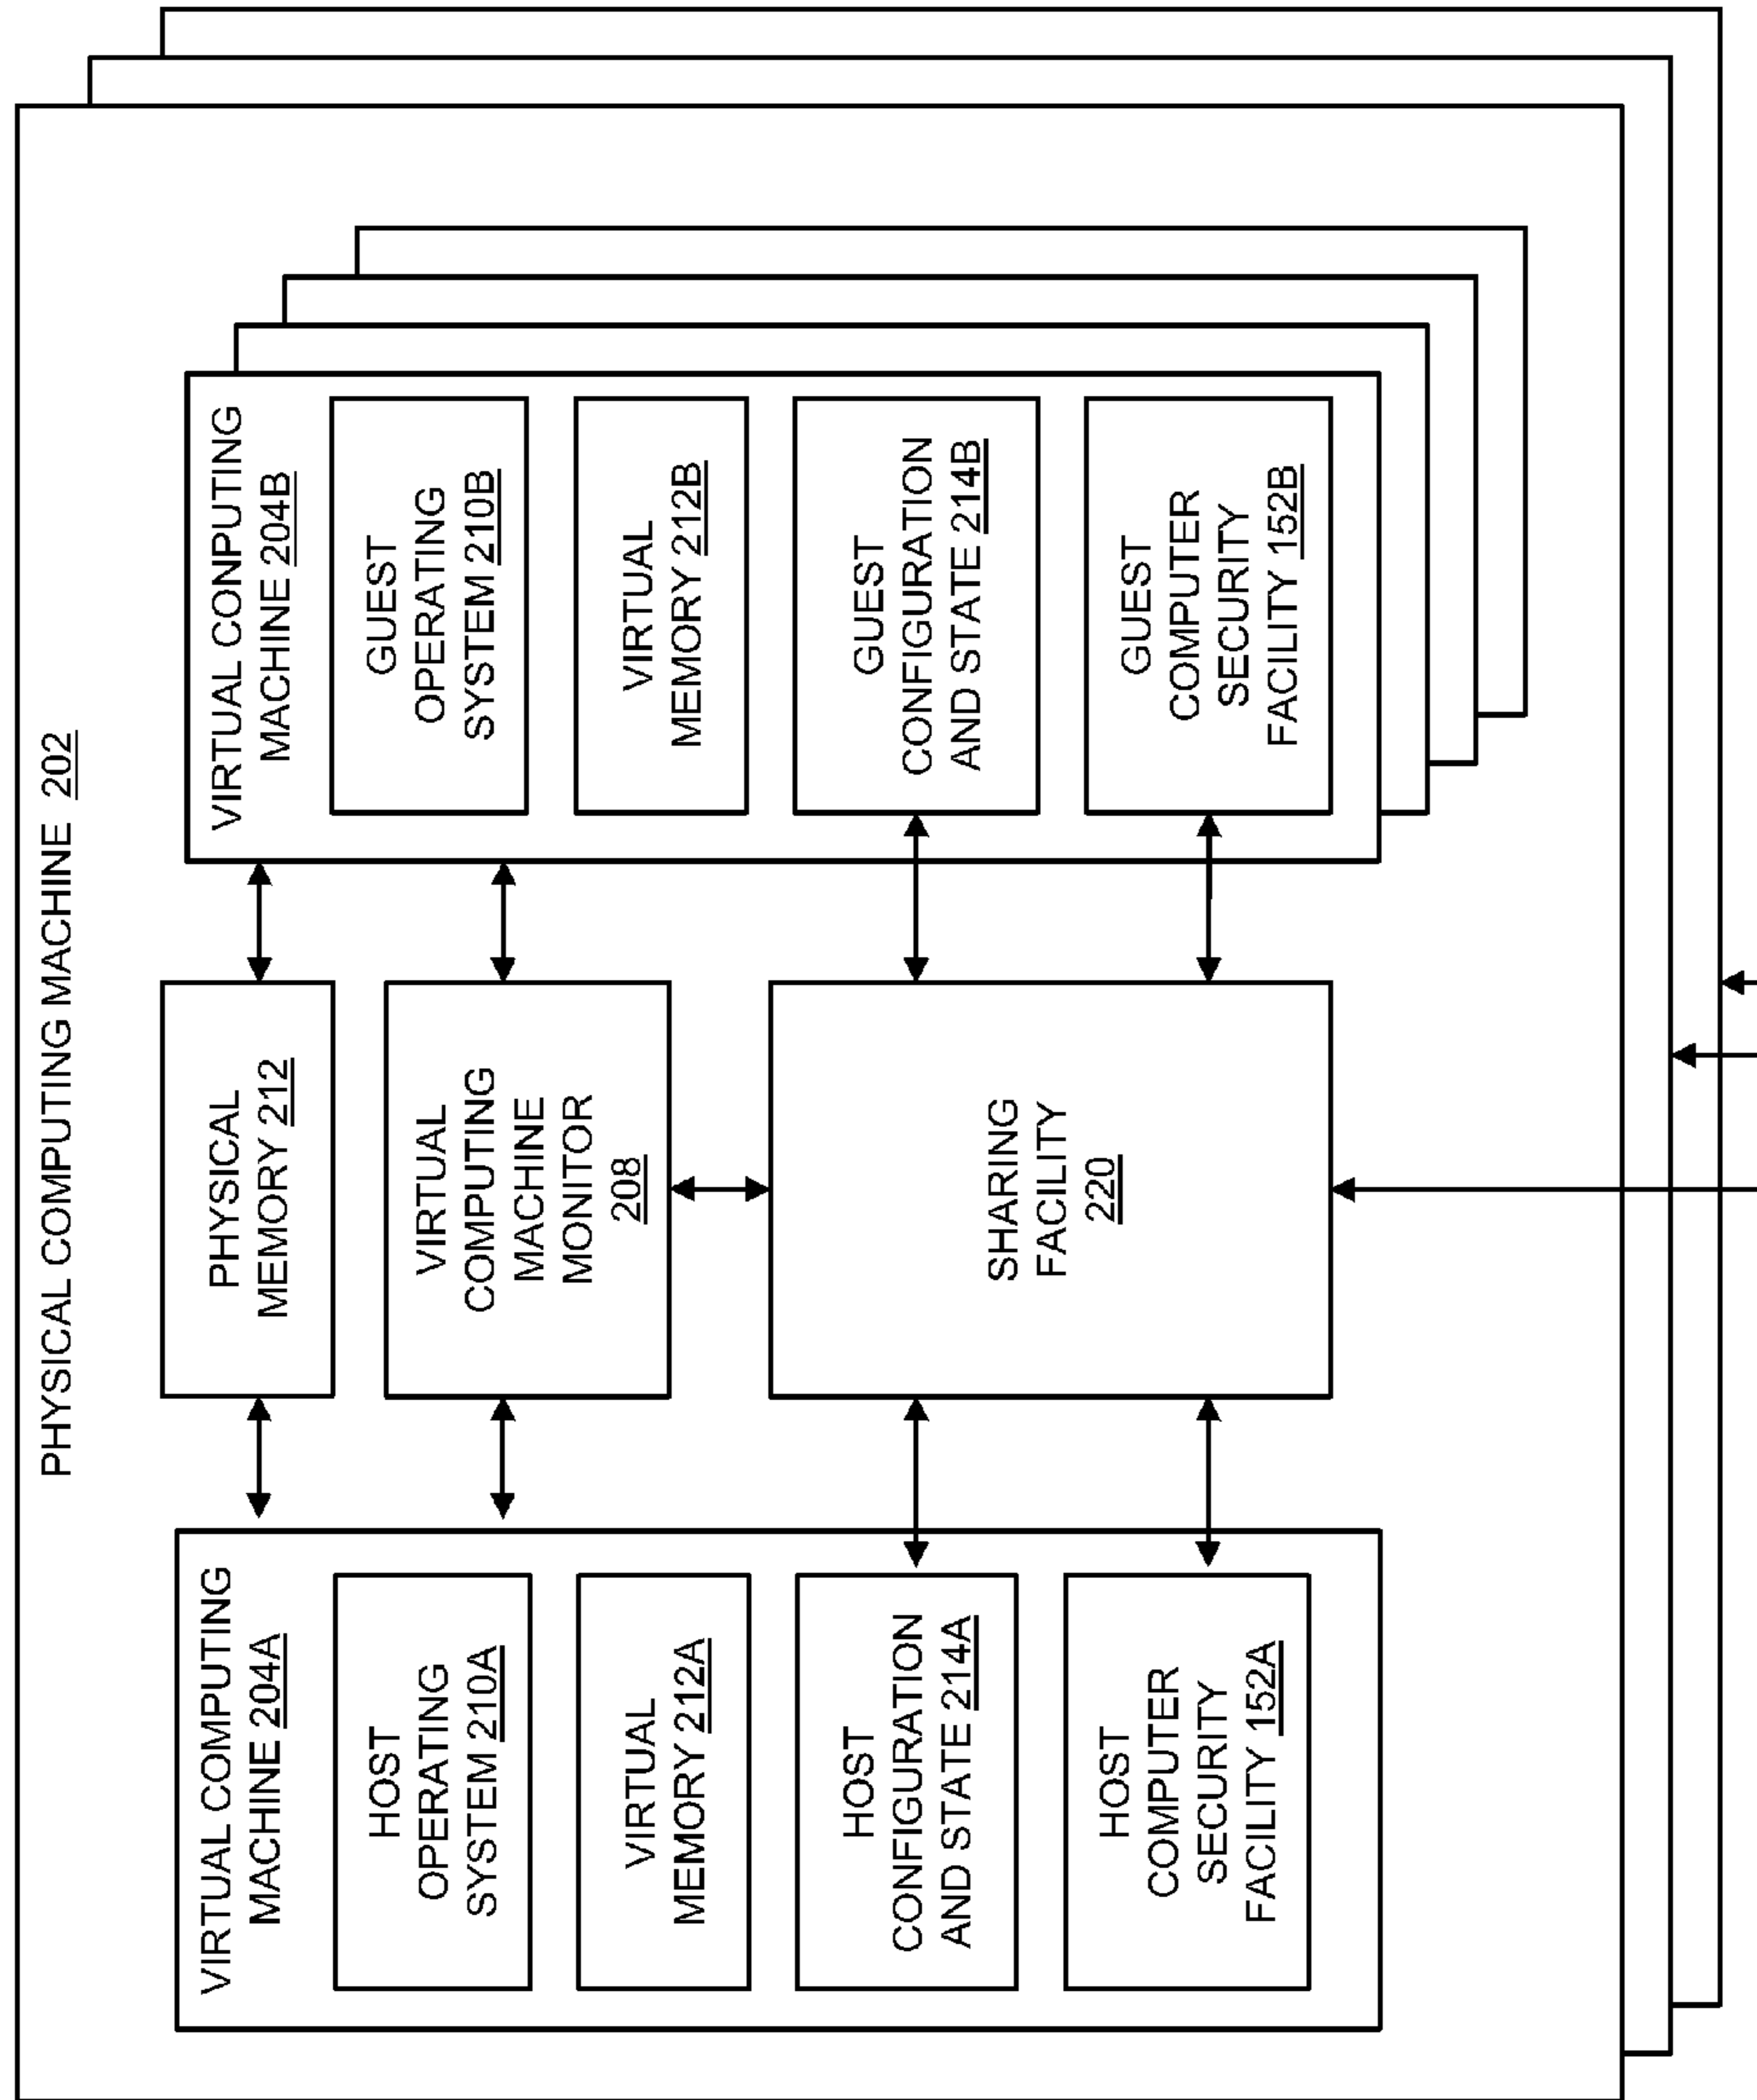 PHYSICAL COMPUTING MACHINE 202
VIRTUAL COMPUTING
MACHINE 204A
HOST
OPERATING
SYSTEM 210A
VIRTUAL
MEMORY 212A
HOST
CONFIGURATION
AND STATE 214A
HOST
COMPUTER
SECURITY
FACILITY 152A
PHYSICAL
MEMORY 212
VIRTUAL
COMPUTING
MACHINE
MONITOR
208
SHARING
FACILITY
220
VIRTUAL CONPUTING
MACHINE 204B
GUEST
OPERATING
SYSTEM 210B
VIRTUAL
MEMORY 212B
GUEST
CONFIGURATION
AND STATE 214B
GUEST
COMPUTER
SECURITY
FACILITY 152B